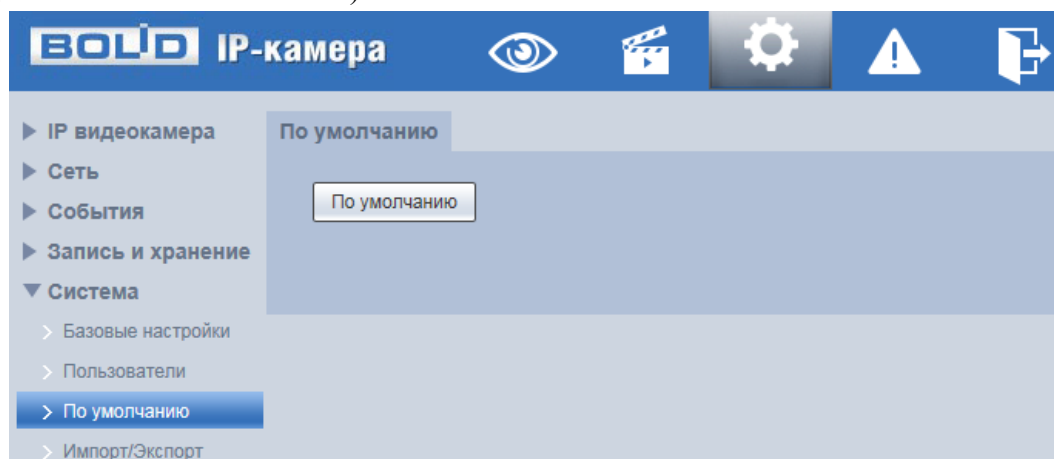 BOLID IP-камера
IP видеокамера
Сеть
События
Запись и хранение
Система
Базовые настройки
Пользователи
По умолчанию
Импорт/Экспорт
По умолчанию
По умолчанию